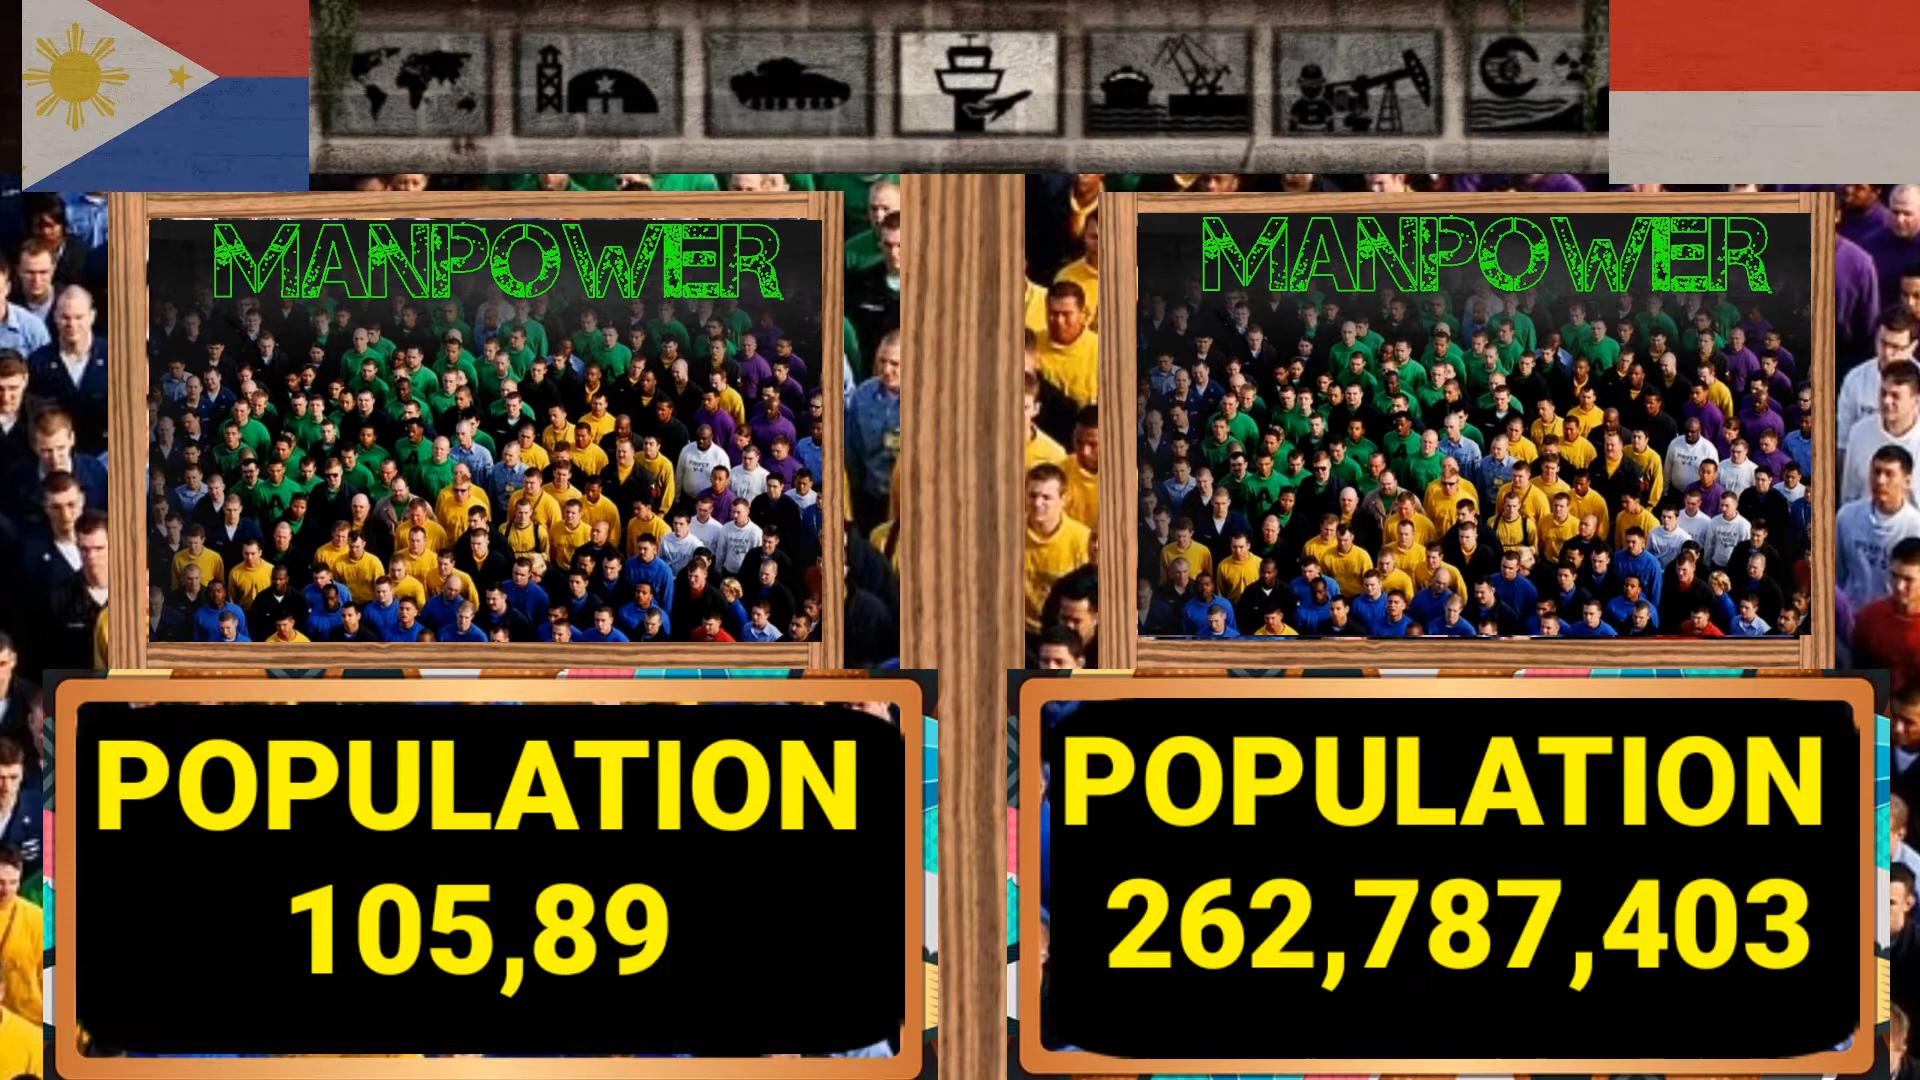 MANPOWER
POPULATION
105,89
MANPOWER
POPULATION
262,787,403